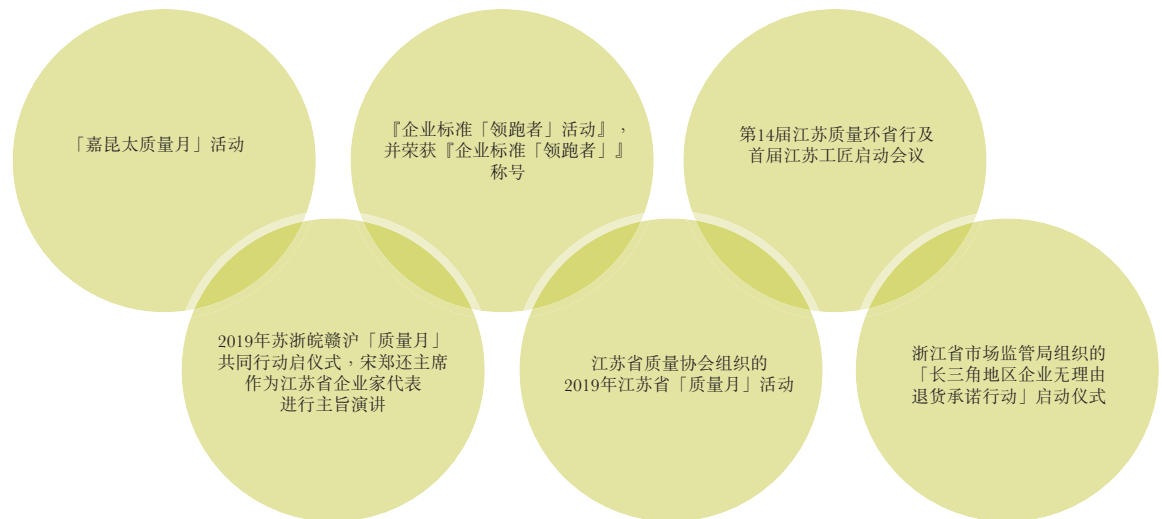 「嘉昆太质量月」活动
『企业标准「领跑者」活动』，
并荣获『企业标准「领跑者」』
称号
第14届江苏质量环省行及
首届江苏工匠启动会议
2019年苏浙皖赣沪「质量月」
共同行动启仪式，宋郑还主席
作为江苏省企业家代表
进行主旨演讲
江苏省质量协会组织的
2019年江苏省「质量月」活动
浙江省市场监管局组织的
「长三角地区企业无理由
退货承诺行动」启动仪式